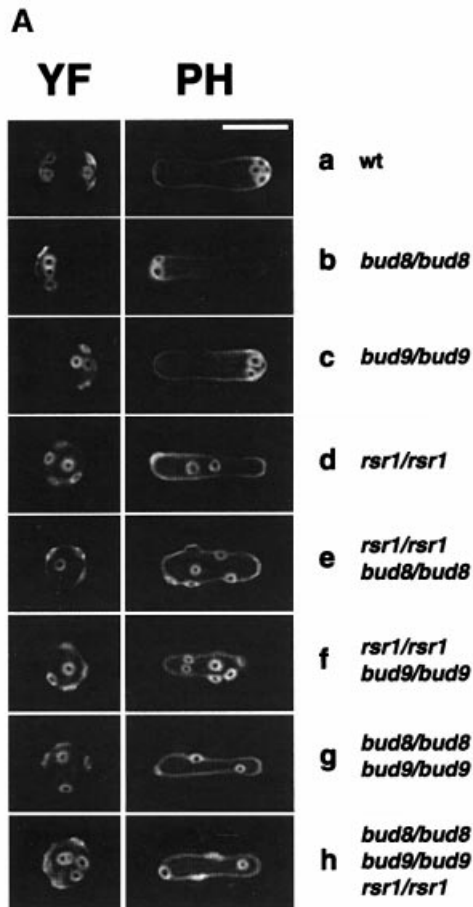 A
YF PH
a wt
b bud8/bud8
c bud9/bud9
d rsr1/rsr1
e rsr1/rsr1
bud8/bud8
f rsr1/rsr1
bud9/bud9
g bud8/bud8
bud9/bud9
h bud8/bud8
bud9/bud9
rsr1/rsr1